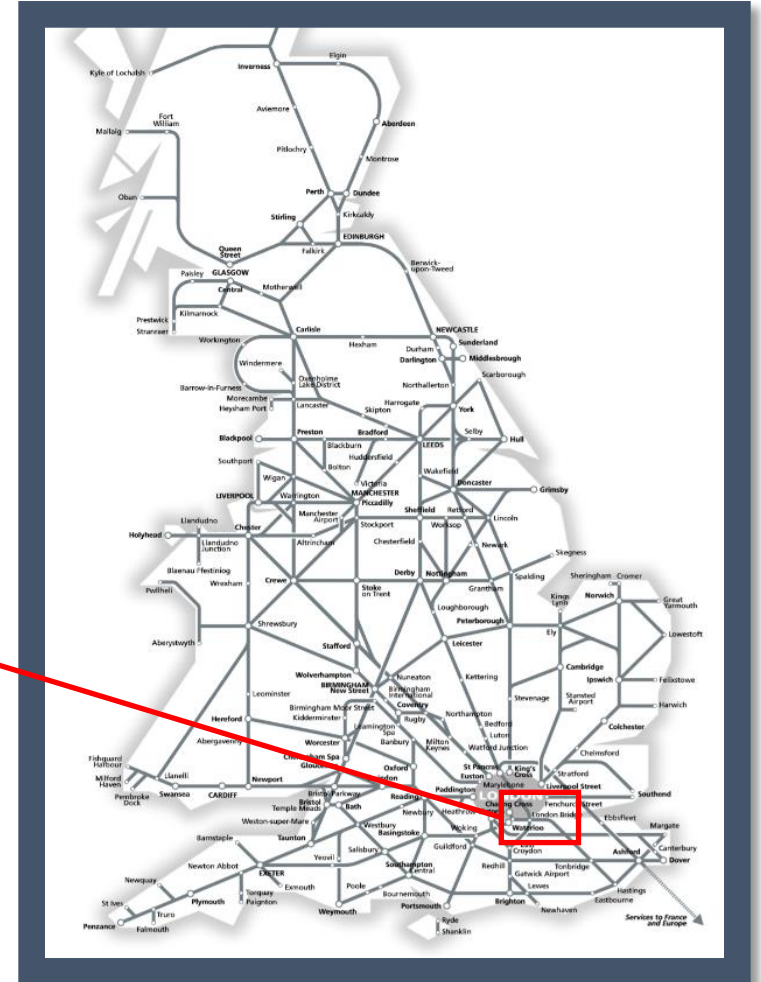 Elgin
Inverness
Kyle of Lochalsh
Aviemore
Fort
William
Aberdeen
Mallaig
Pitlochry
Montrose
Perth
Dundee
Oban
Stirling
Kirkcaldy
EDINBURGH
Queen
Street
Falkirk
Berwick-
upon-Tweed
Paisley
GLASGOW
Central
Motherwell
Prestwick
Kilmarnock
Stranraer
Carlisle
NEWCASTLE
Workington
Hexham
Sunderland
Durham
Darlington
Middlesbrough
Windermere
Scarborough
Oxenholme
Lake District
Northallerton
Barrow-in-Furness
Morecambe
Heysham Port
Lancaster
Harrogate
York
Skipton
Blackpool
Preston
Bradford
LEEDS
Selby
Hull
Blackburn
Huddersfield
Southport
Bolton
Wakefield
Wigan
Victoria
MANCHESTER
Piccadilly
Doncaster
Grimsby
LIVERPOOL
Warrington
Manchester
Airport
Sheffield
Retford
Llandudno
Chester
Stockport
Worksop
Lincoln
Holyhead
Llandudno
Junction
Altrincham
Chesterfield
Newark
Skegness
Blaenau Ffestiniog
Pwllheli
Wrexham
Crewe
Stoke
on Trent
Derby
Nottingham
Grantham
Spalding
Sheringham
Cromer
Kings
Lynn
Norwich
Great
Yarmouth
Loughborough
Shrewsbury
Peterborough
Aberystwyth
Stafford
Leicester
Ely
Lowestoft
Wolverhampton
BIRMINGHAM
New Street
Nuneaton
Birmingham
International
Kettering
Cambridge
Leominster
Birmingham Moor Street
Coventry
Stevenage
Stansted
Airport
Ipswich
Felixstowe
Kidderminster
Rugby
Northampton
Harwich
Hereford
Leamington
Spa
Bedford
Colchester
Abergavenny
Worcester
Banbury
Milton
Keynes
Luton
Watford Junction
Chelmsford
Fishguard
Harbour
Cheltenham Spa
Oxford
St Pancras
Euston
King's
Cross
Stratford
Milford
Haven
Llanelli
Newport
Marylebone
Liverpool Street
Pembroke
Dock
Swansea
CARDIFF
Bristol Parkway
Reading
Paddington
Southend
Bristol
Temple Meads
Bath
Newbury
Heathrow
Charing Cross
Fenchurch Street
London Bridge
Ebbsfleet
Weston-super-Mare
Westbury
Basingstoke
Woking
Waterloo
Margate
Barnstaple
Taunton
Salisbury
Guildford
Croydon
Canterbury
Newton Abbot
Yeovil
Southampton
Central
Redhill
Tonbridge
Ashford
Dover
Newquay
EXETER
Exmouth
Poole
Gatwick Airport
Lewes
Hastings
St Ives
Plymouth
Torquay
Paignton
Bournemouth
Eastbourne
Truro
Weymouth
Portsmouth
Brighton
Newhaven
Penzance
Falmouth
Ryde
Shanklin
Services to France
and Europe